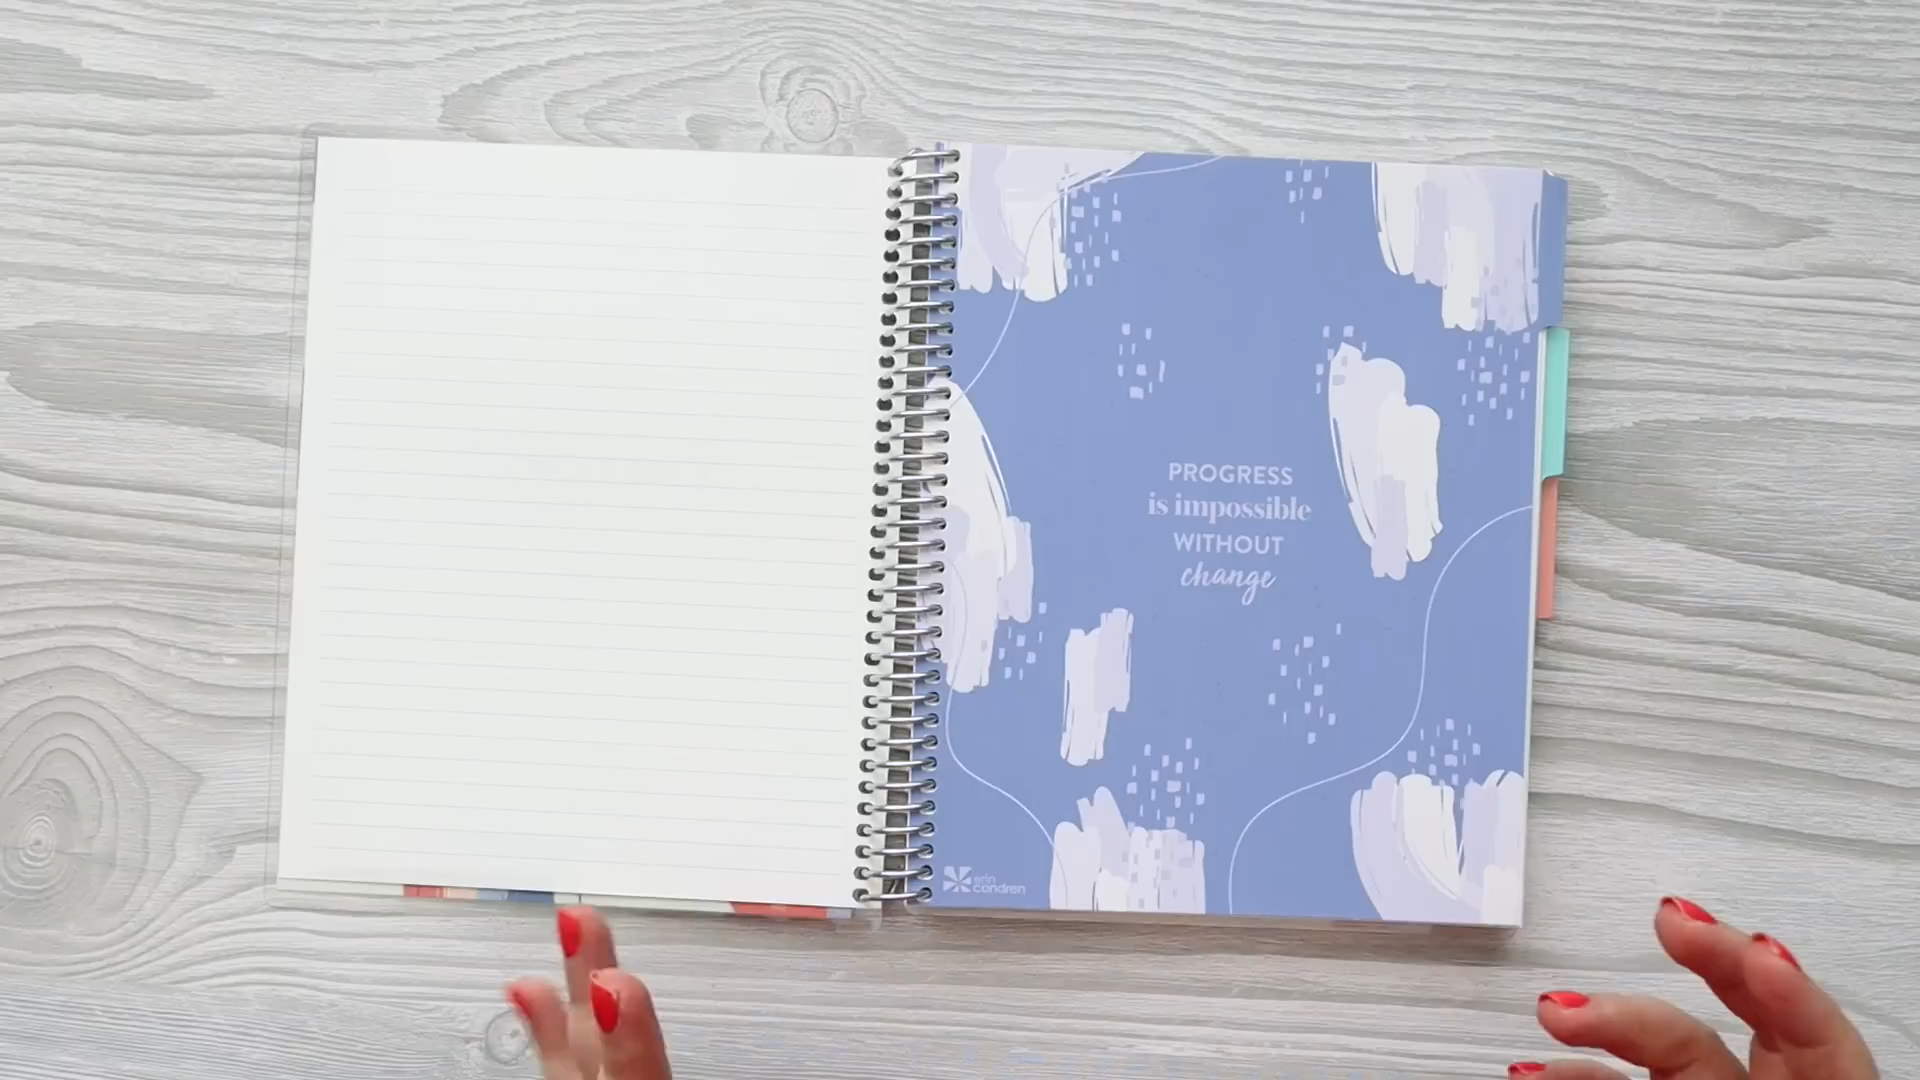 PROGRESS
is impossible
WITHOUT
change
erin
condren